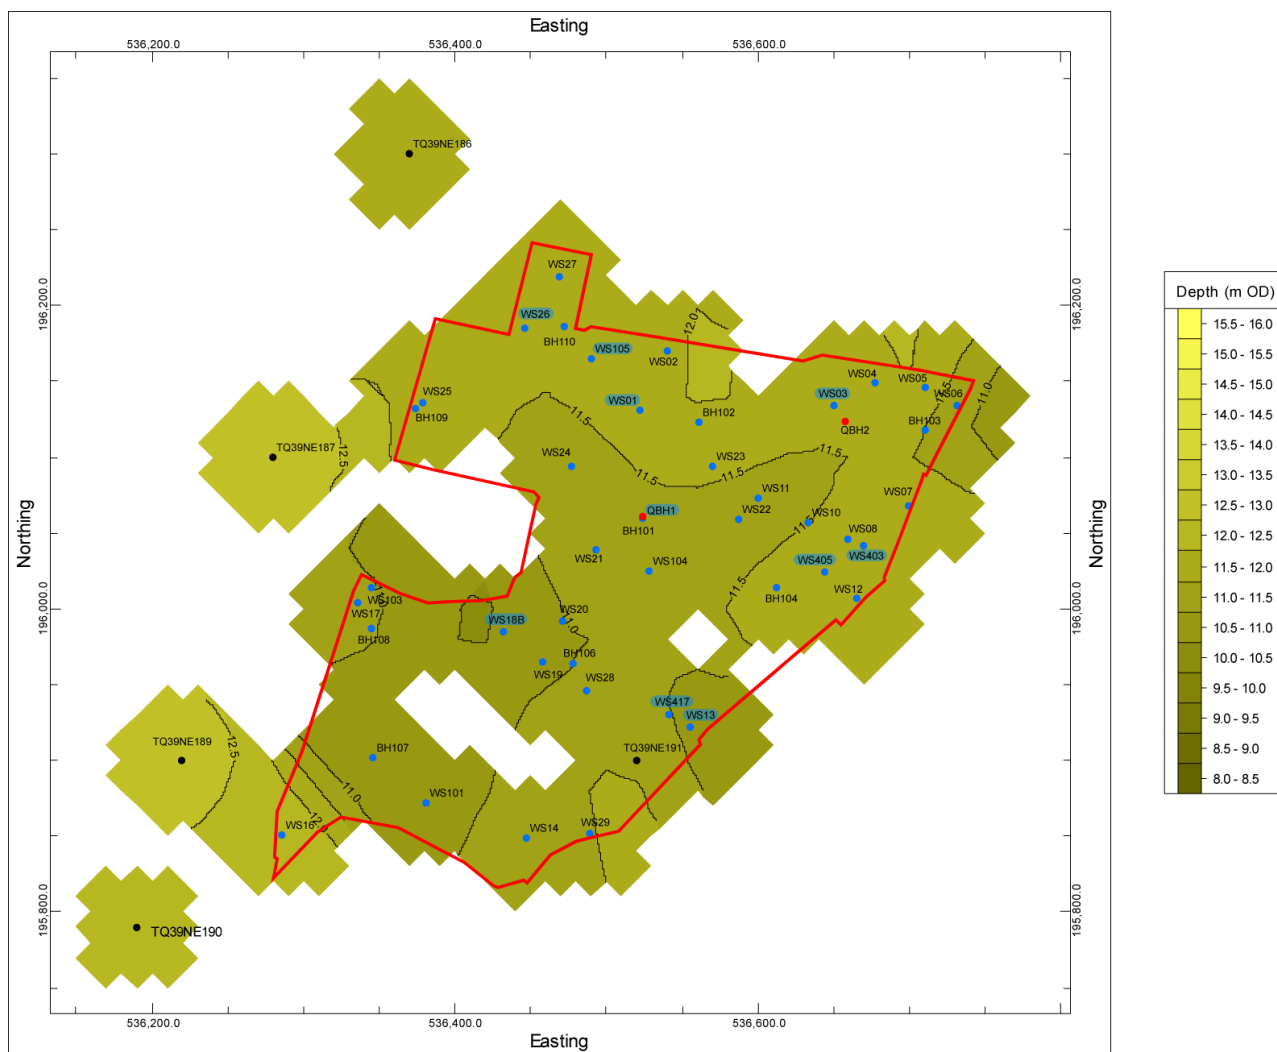 Easting
536,200.0 536,400.0 536,600.0
TQ39NE186
Depth (m OD)
15.5 - 16.0
15.0 - 15.5
14.5 - 15.0
14.0 - 14.5
13.5 - 14.0
13.0 - 13.5
12.5 - 13.0
12.0 - 12.5
11.5 - 12.0
11.0 - 11.5
10.5 - 11.0
10.0 - 10.5
9.5 - 10.0
9.0 - 9.5
8.5 - 9.0
8.0 - 8.5
WS27
196,200.0 196,200.0
WS26
12.0
BH110
WS105
WS02
WS04
WS05
11.5
11.0
WS06
WS25
WS03
BH109
WS01
11.5
BH102
QBH2
BH103
TQ39NE187
12.5
WS24
WS23
11.5
11.5
WS11
WS07
Northing Northing
QBH1
WS22
WS10
11.5
BH101
WS08
WS21
WS104
WS405
WS403
11.5
BH104
WS12
WS103
11.0
WS17
196,000.0 196,000.0
WS18B
WS20
11.0
BH108
BH106
WS19
WS28
WS417
WS13
TQ39NE189
12.5
BH107
TQ39NE191
11.0
WS101
12.0
WS16
WS14
WS29
195,800.0 195,800.0
TQ39NE190
536,200.0 536,400.0 536,600.0
Easting